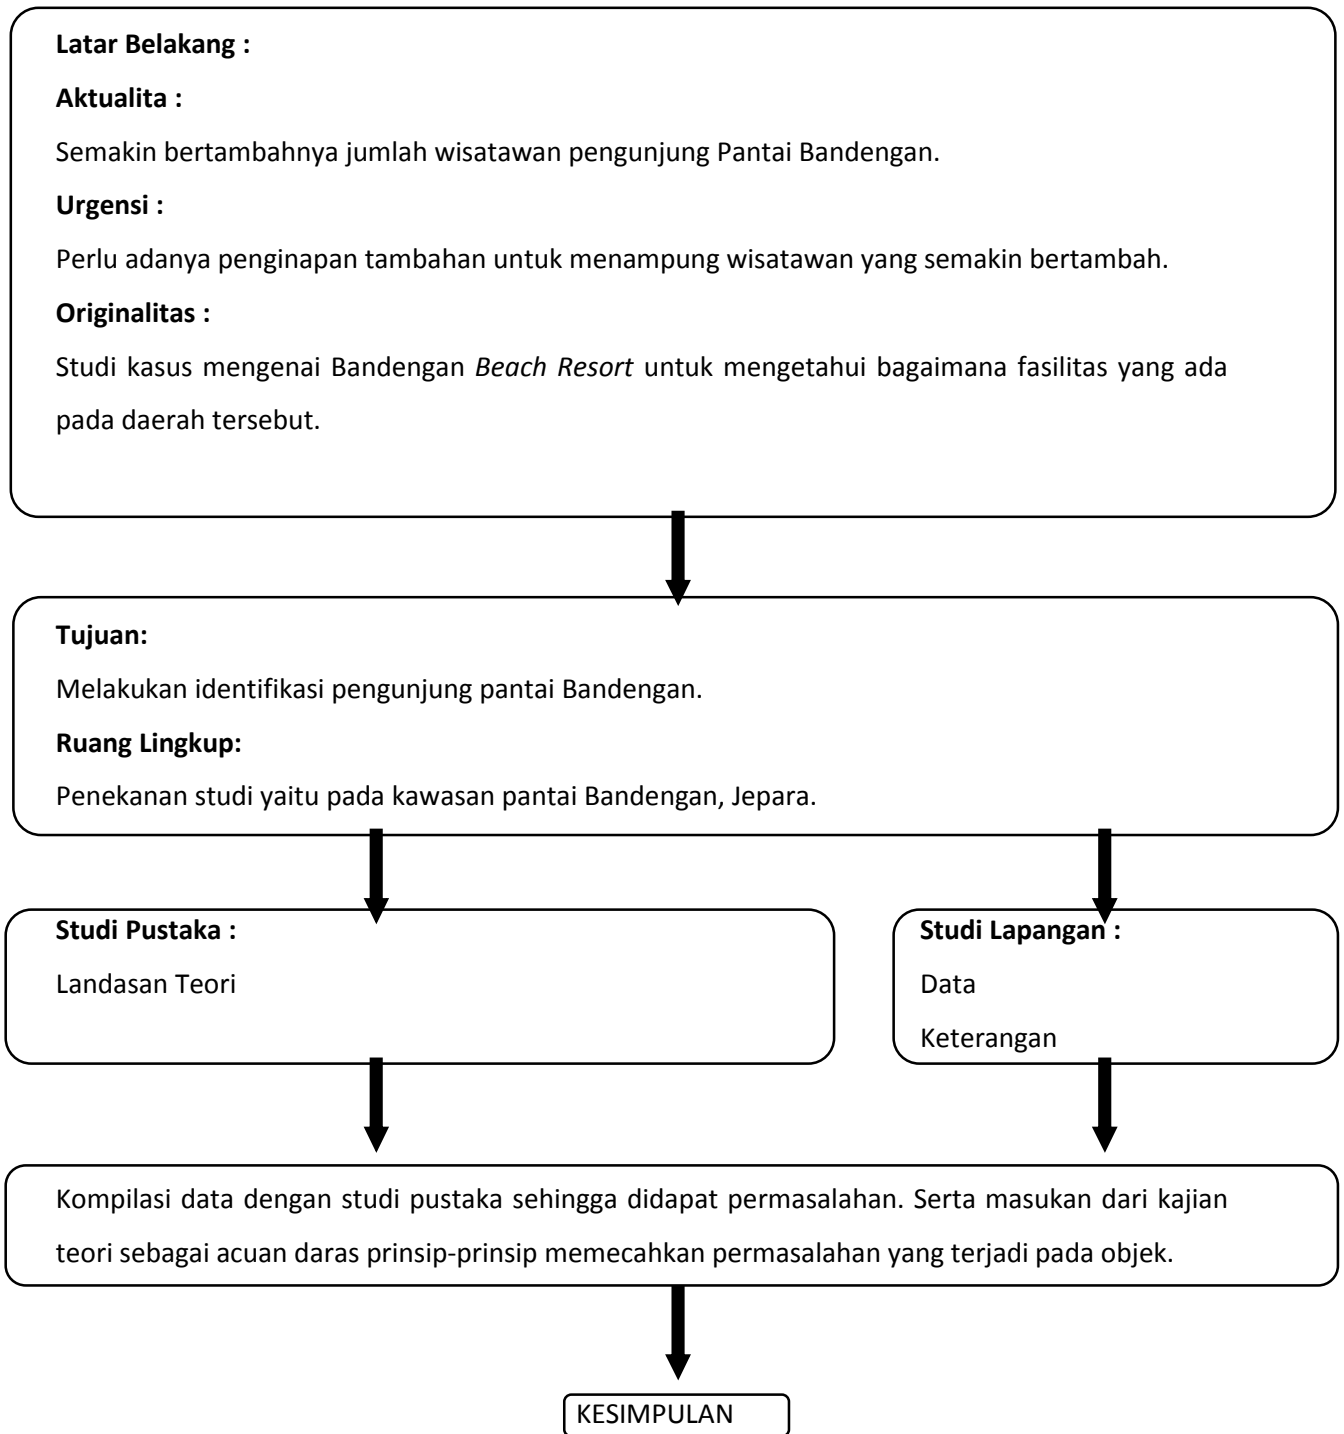 Latar Belakang :
Aktualita :
Semakin bertambahnya jumlah wisatawan pengunjung Pantai Bandengan.
Urgensi :
Perlu adanya penginapan tambahan untuk menampung wisatawan yang semakin bertambah.
Originalitas :
Studi kasus mengenai Bandengan Beach Resort untuk mengetahui bagaimana fasilitas yang ada
pada daerah tersebut.
Tujuan:
Melakukan identifikasi pengunjung pantai Bandengan.
Ruang Lingkup:
Penekanan studi yaitu pada kawasan pantai Bandengan, Jepara.
Studi Pustaka :
Landasan Teori
Studi Lapangan :
Data
Keterangan
Kompilasi data dengan studi pustaka sehingga didapat permasalahan. Serta masukan dari kajian
teori sebagai acuan daras prinsip-prinsip memecahkan permasalahan yang terjadi pada objek.
KESIMPULAN